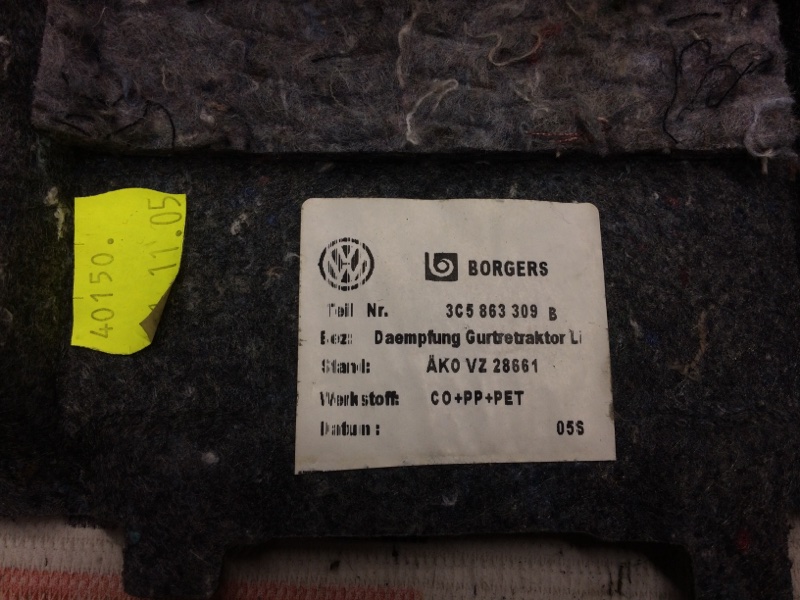 40150.
11.05
VW
BORGERS
Teil Nr. 3C5 863 309 B
Bez: Daempfung Gurtretraktor Li
Stand: ÄKO VZ 28661
Werkstoff: CO+PP+PET
Datum: 05S